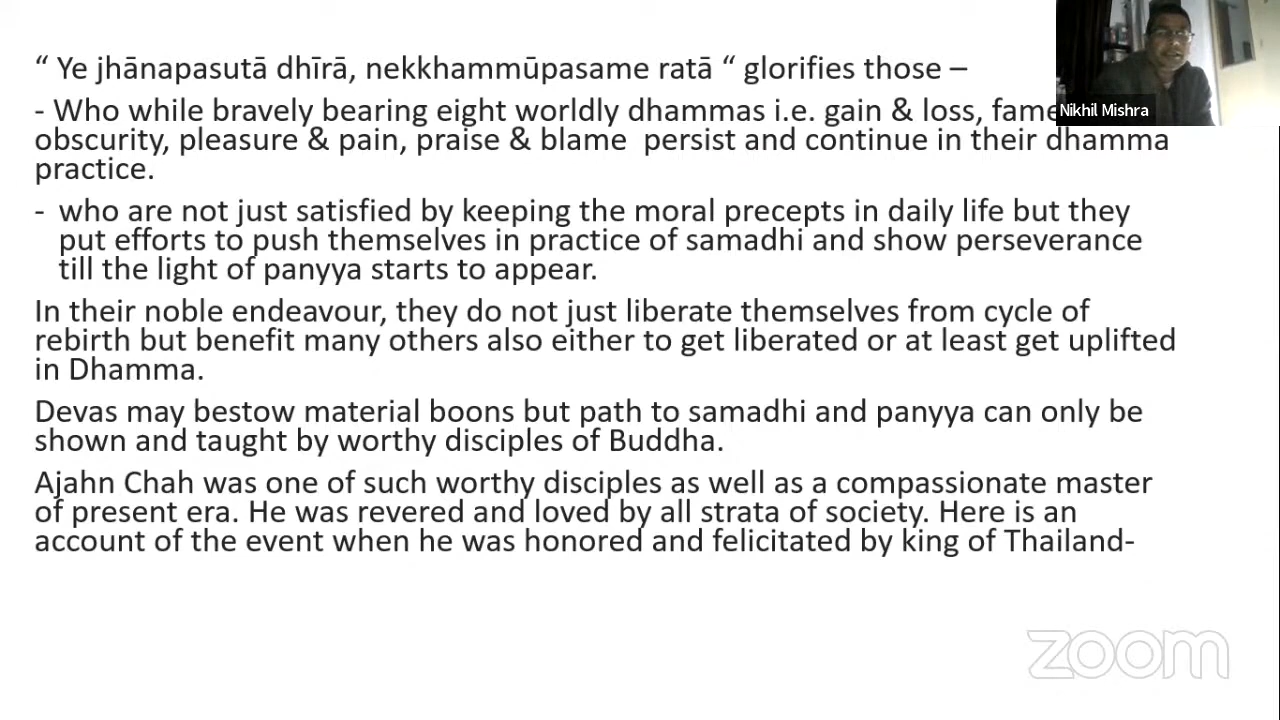 “ Ye jhānapasutā dhīrā, nekkhammūpasame ratā “ glorifies those –
Nikhil Mishra
- Who while bravely bearing eight worldly dhammas i.e. gain & loss, fame
obscurity, pleasure & pain, praise & blame  persist and continue in their dhamma
practice.
- who are not just satisfied by keeping the moral precepts in daily life but they
put efforts to push themselves in practice of samadhi and show perseverance
till the light of panyya starts to appear.
In their noble endeavour, they do not just liberate themselves from cycle of
rebirth but benefit many others also either to get liberated or at least get uplifted
in Dhamma.
Devas may bestow material boons but path to samadhi and panyya can only be
shown and taught by worthy disciples of Buddha.
Ajahn Chah was one of such worthy disciples as well as a compassionate master
of present era. He was revered and loved by all strata of society. Here is an
account of the event when he was honored and felicitated by king of Thailand-
zoom